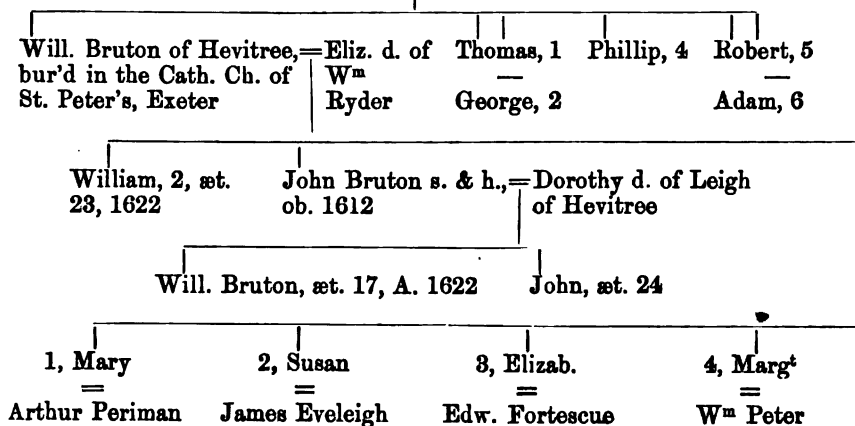 Will. Bruton of Hevitree,=Eliz. d. of Thomas, 1 Phillip, 4 Robert, 5
bur'd in the Cath. Ch. of Wᵐ — —
St. Peter's, Exeter Ryder George, 2 Adam, 6
William, 2, æt. John Bruton s. & h.,=Dorothy d. of Leigh
23, 1622 ob. 1612 of Hevitree
Will. Bruton, æt. 17, A. 1622 John, æt. 24
1, Mary 2, Susan 3, Elizab. 4, Margᵗ
= = = =
Arthur Periman James Eveleigh Edw. Fortescue Wᵐ Peter